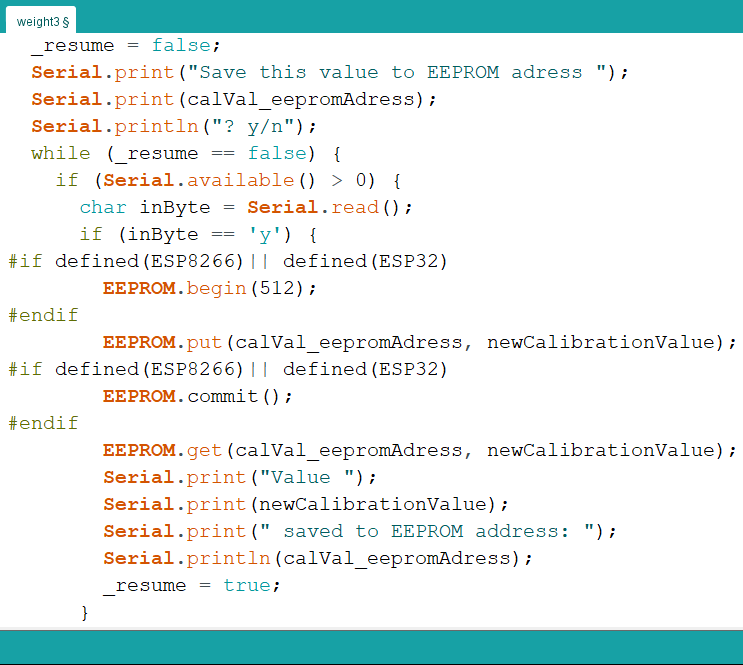 weight3 §
_resume = false;
Serial.print("Save this value to EEPROM adress ");
Serial.print(calVal_eepromAdress);
Serial.println("? y/n");
while (_resume == false) {
if (Serial.available() > 0) {
char inByte = Serial.read();
if (inByte == 'y') {
#if defined(ESP8266)|| defined(ESP32)
EEPROM.begin(512);
#endif
EEPROM.put(calVal_eepromAdress, newCalibrationValue);
#if defined(ESP8266)|| defined(ESP32)
EEPROM.commit();
#endif
EEPROM.get(calVal_eepromAdress, newCalibrationValue);
Serial.print("Value ");
Serial.print(newCalibrationValue);
Serial.print(" saved to EEPROM address: ");
Serial.println(calVal_eepromAdress);
_resume = true;
}